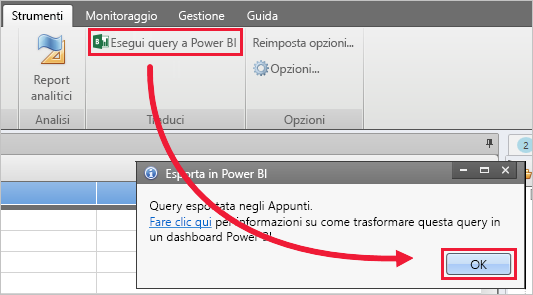 Strumenti Monitoraggio Gestione Guida
Esegui query a Power BI
Reimposta opzioni...
Opzioni...
Report
analitici
Analisi Traduci Opzioni
2
Esporta in Power BI
Query esportata negli Appunti.
Fare clic qui per informazioni su come trasformare questa query in
un dashboard Power BI.
OK